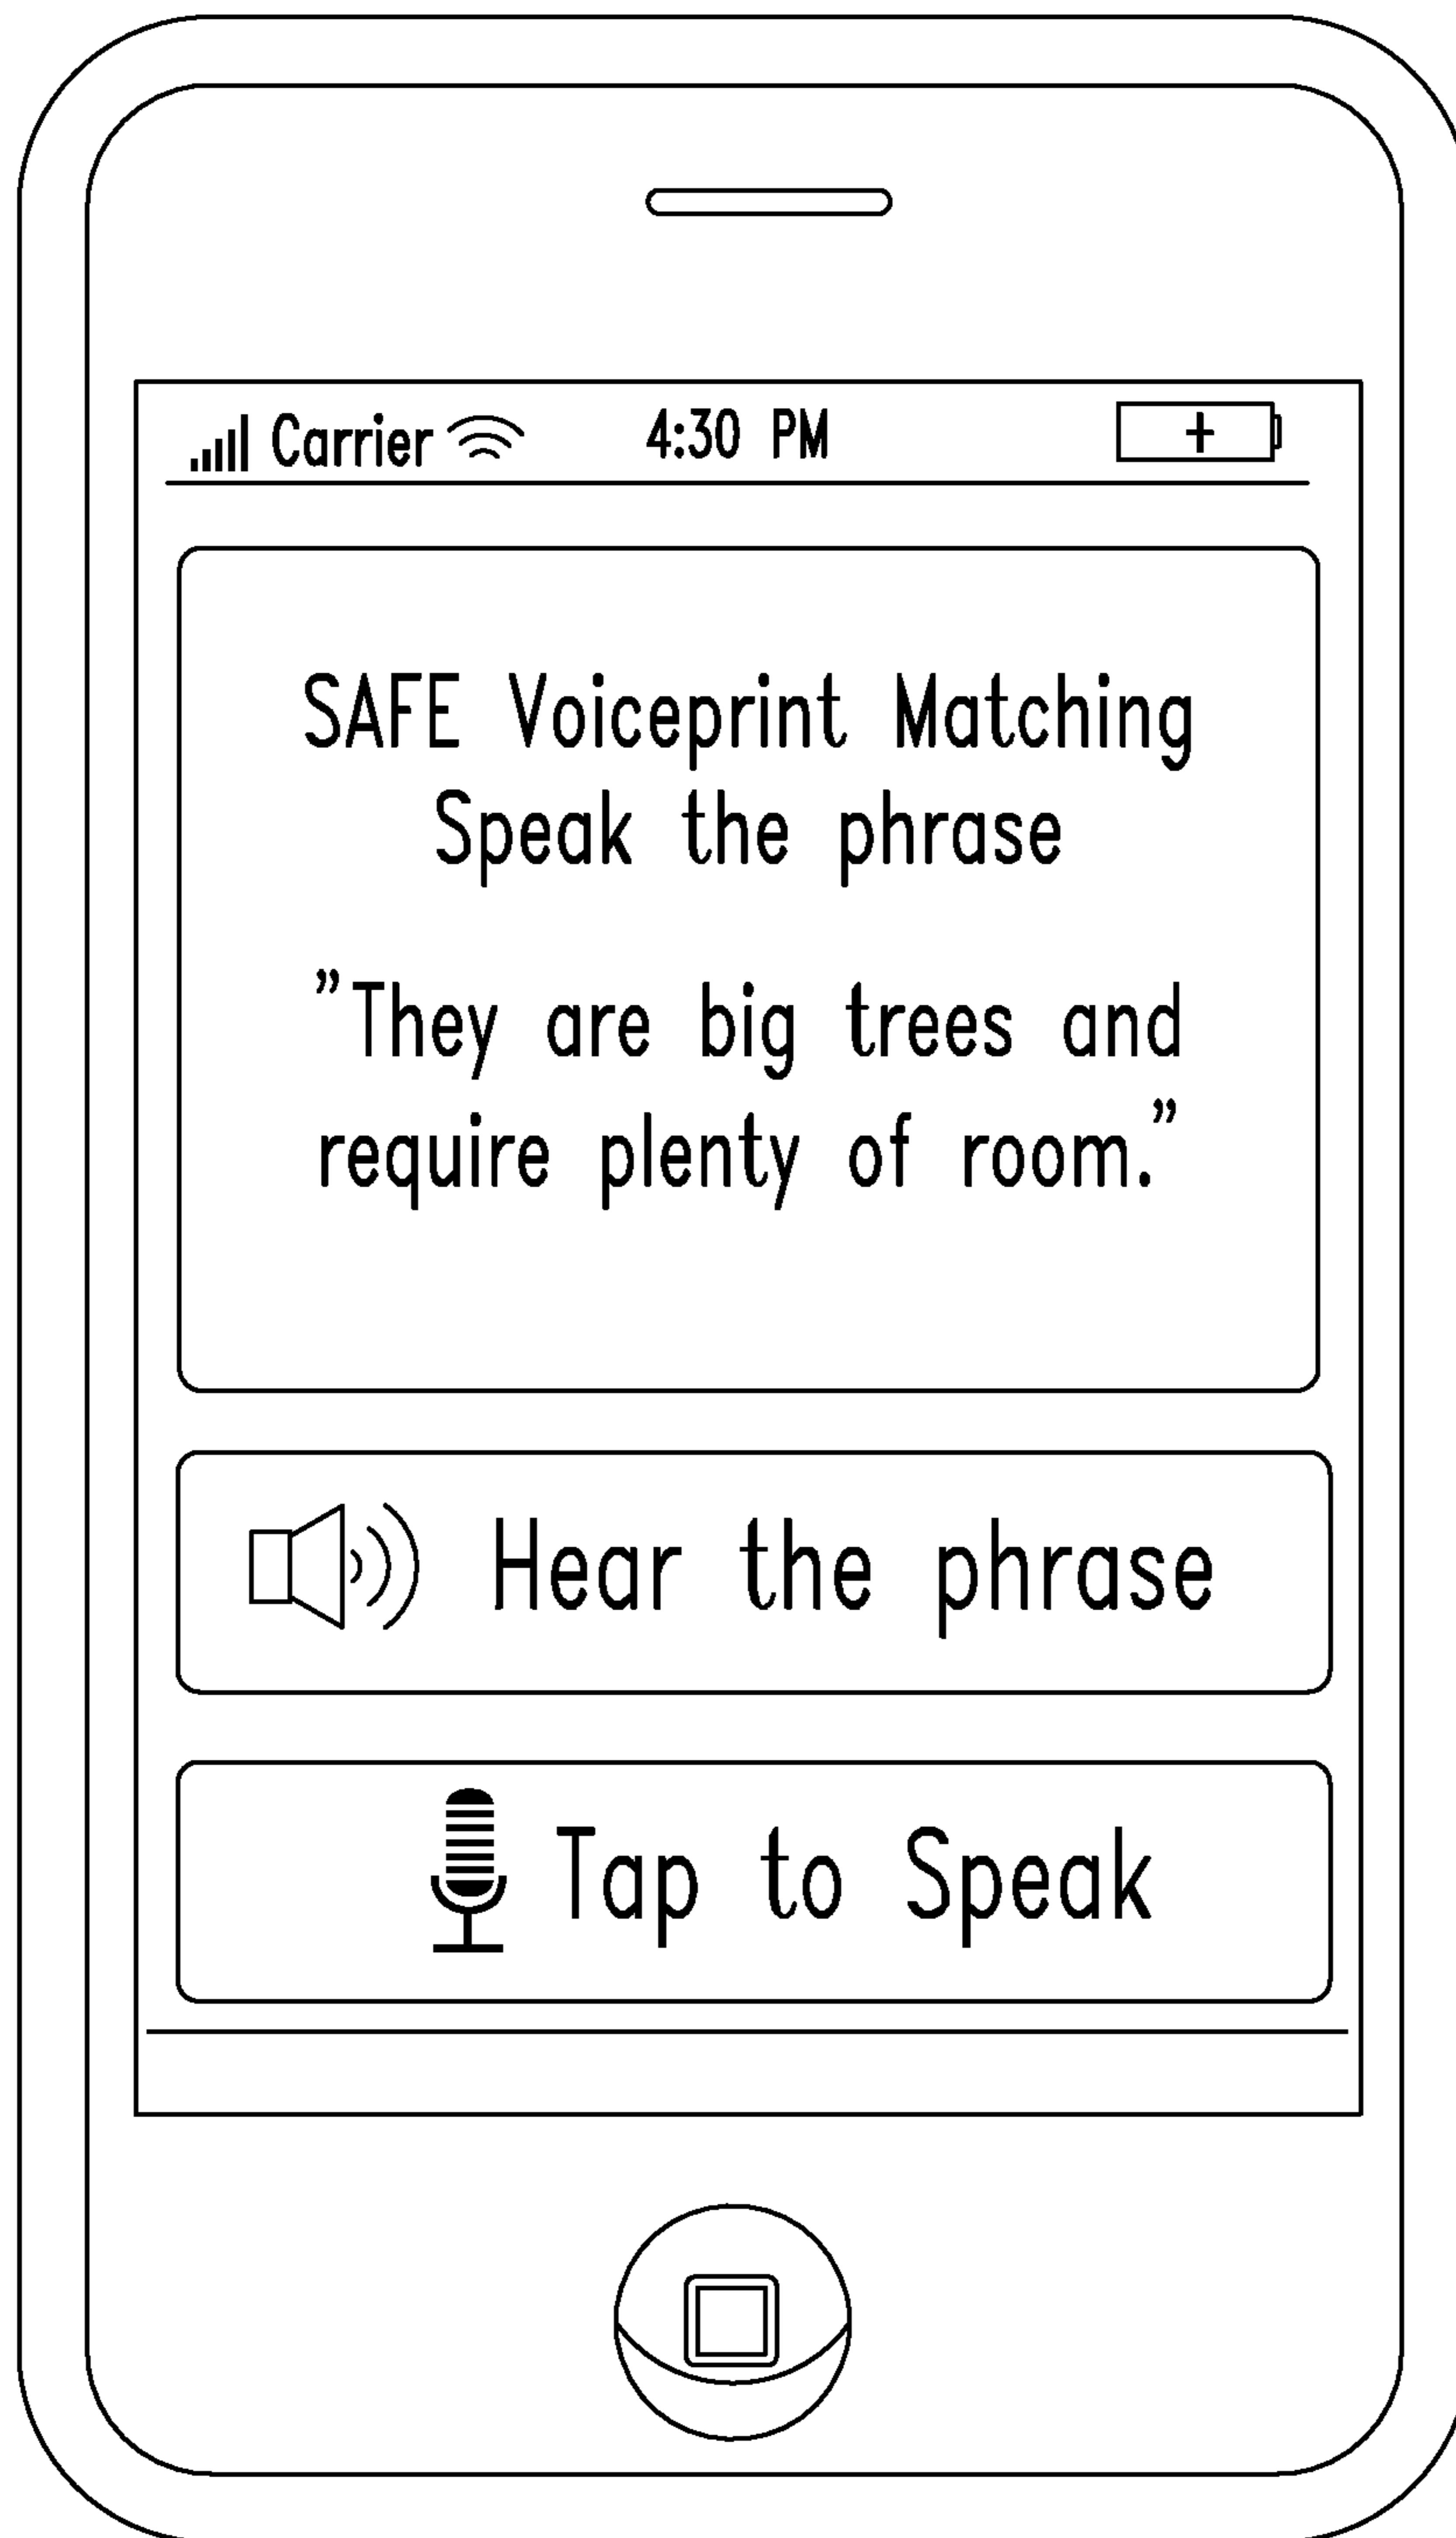 Carrier 4:30 PM +
SAFE Voiceprint Matching
Speak the phrase
”They are big trees and
require plenty of room.”
Hear the phrase
Tap to Speak